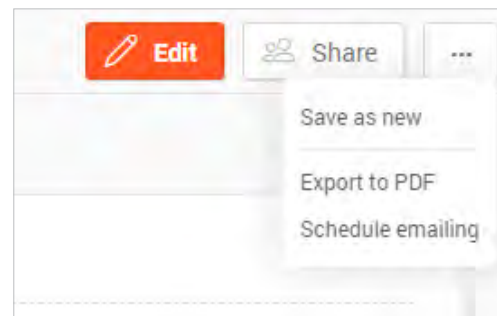 Edit
Share
...
Save as new
Export to PDF
Schedule emailing